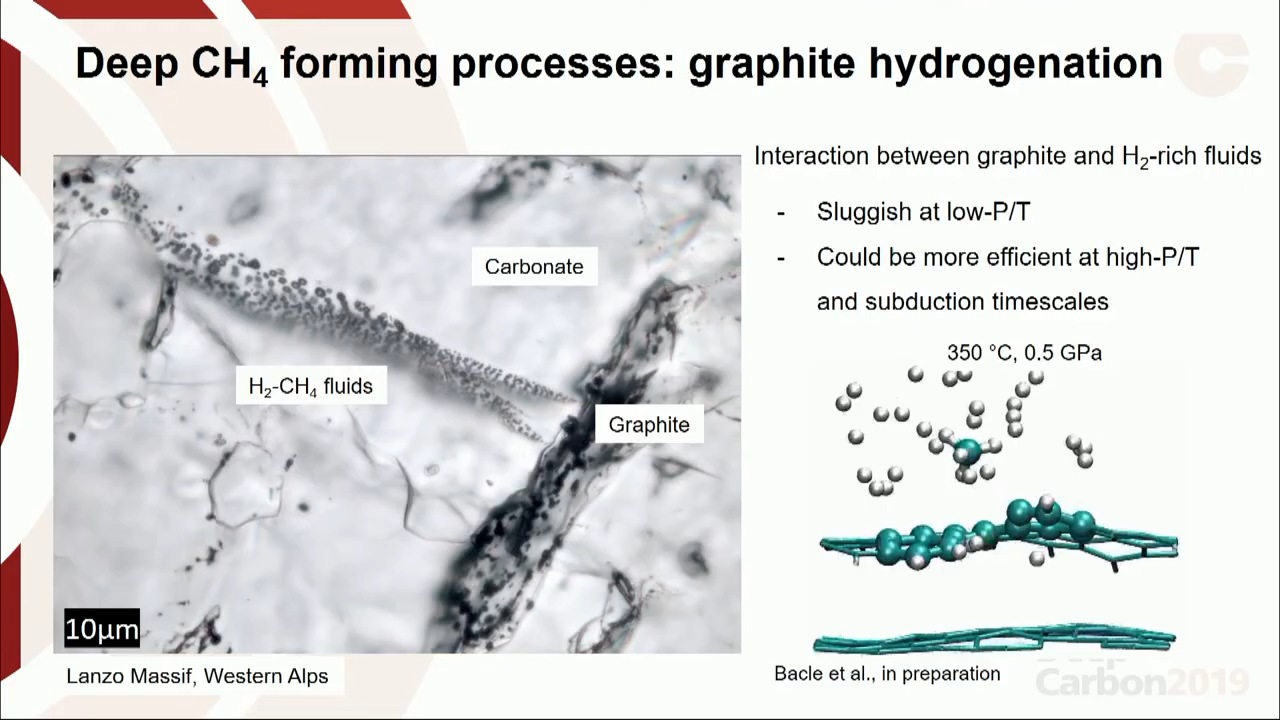 Deep CH₄ forming processes: graphite hydrogenation
Interaction between graphite and H₂-rich fluids
- Sluggish at low-P/T
- Could be more efficient at high-P/T
and subduction timescales
350 °C, 0.5 GPa
Carbonate
H₂-CH₄ fluids
Graphite
10µm
Lanzo Massif, Western Alps
Bacle et al., in preparation
Deep
Carbon2019